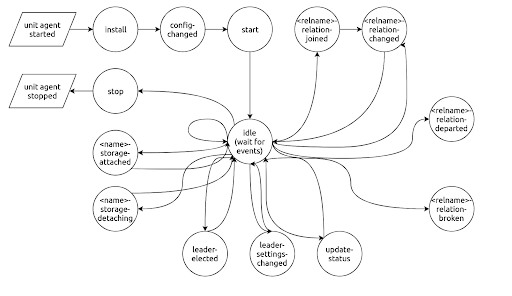 unit agent
started
install
config-
changed
start
<relname>-
relation-
joined
<relname>-
relation-
changed
unit agent
stopped
stop
idle
(wait for
events)
<relname>-
relation-
departed
<name>-
storage-
attached
<name>-
storage-
detaching
<relname>-
relation-
broken
leader-
elected
leader-
settings-
changed
update-
status